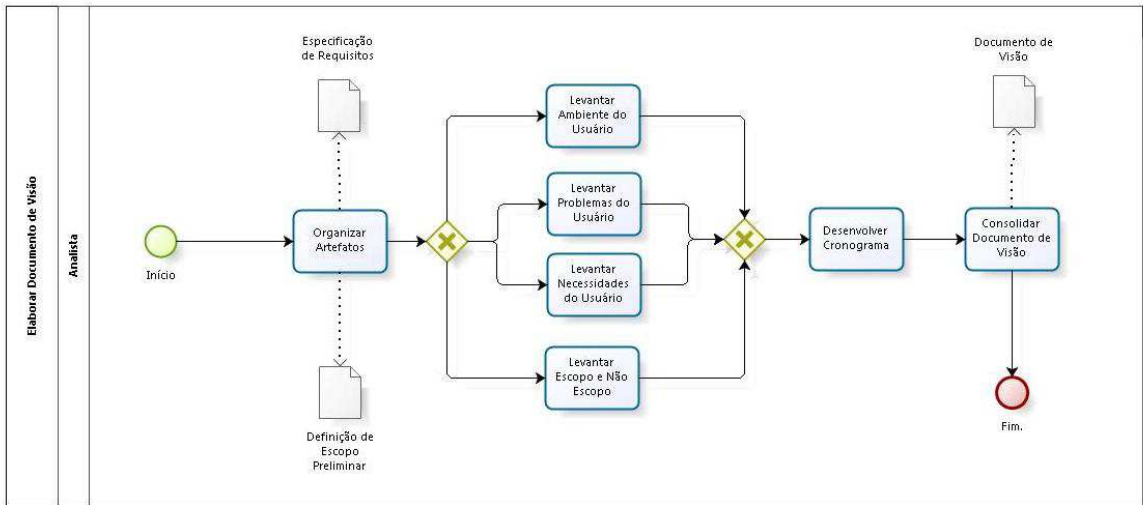 Elaborar Documento de Visão
Analista
Início
Especificação
de Requisitos
Organizar
Artefatos
Definição de
Escopo
Preliminar
Levantar
Ambiente do
Usuário
Levantar
Problemas do
Usuário
Levantar
Necessidades
do Usuário
Levantar
Escopo e Não
Escopo
Desenvolver
Cronograma
Documento de
Visão
Consolidar
Documento de
Visão
Fim.